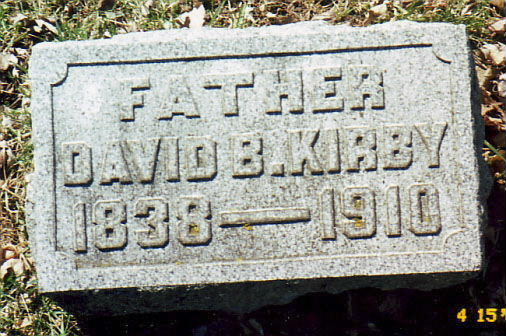 FATHER
DAVID B. KIRBY
1838—1910
4 15